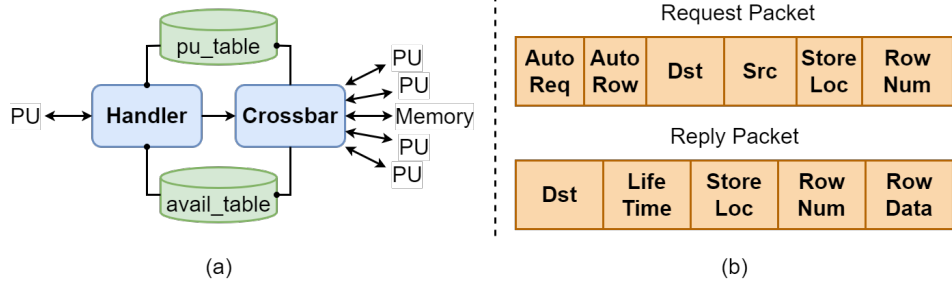 pu_table
PU
Handler
Crossbar
PU
PU
Memory
PU
PU
avail_table
(a)
Request Packet
Auto Req
Auto Row
Dst
Src
Store Loc
Row Num
Reply Packet
Dst
Life Time
Store Loc
Row Num
Row Data
(b)